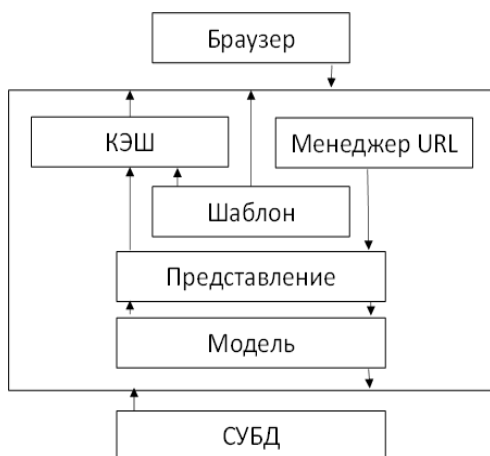 Браузер
КЭШ
Менеджер URL
Шаблон
Представление
Модель
СУБД